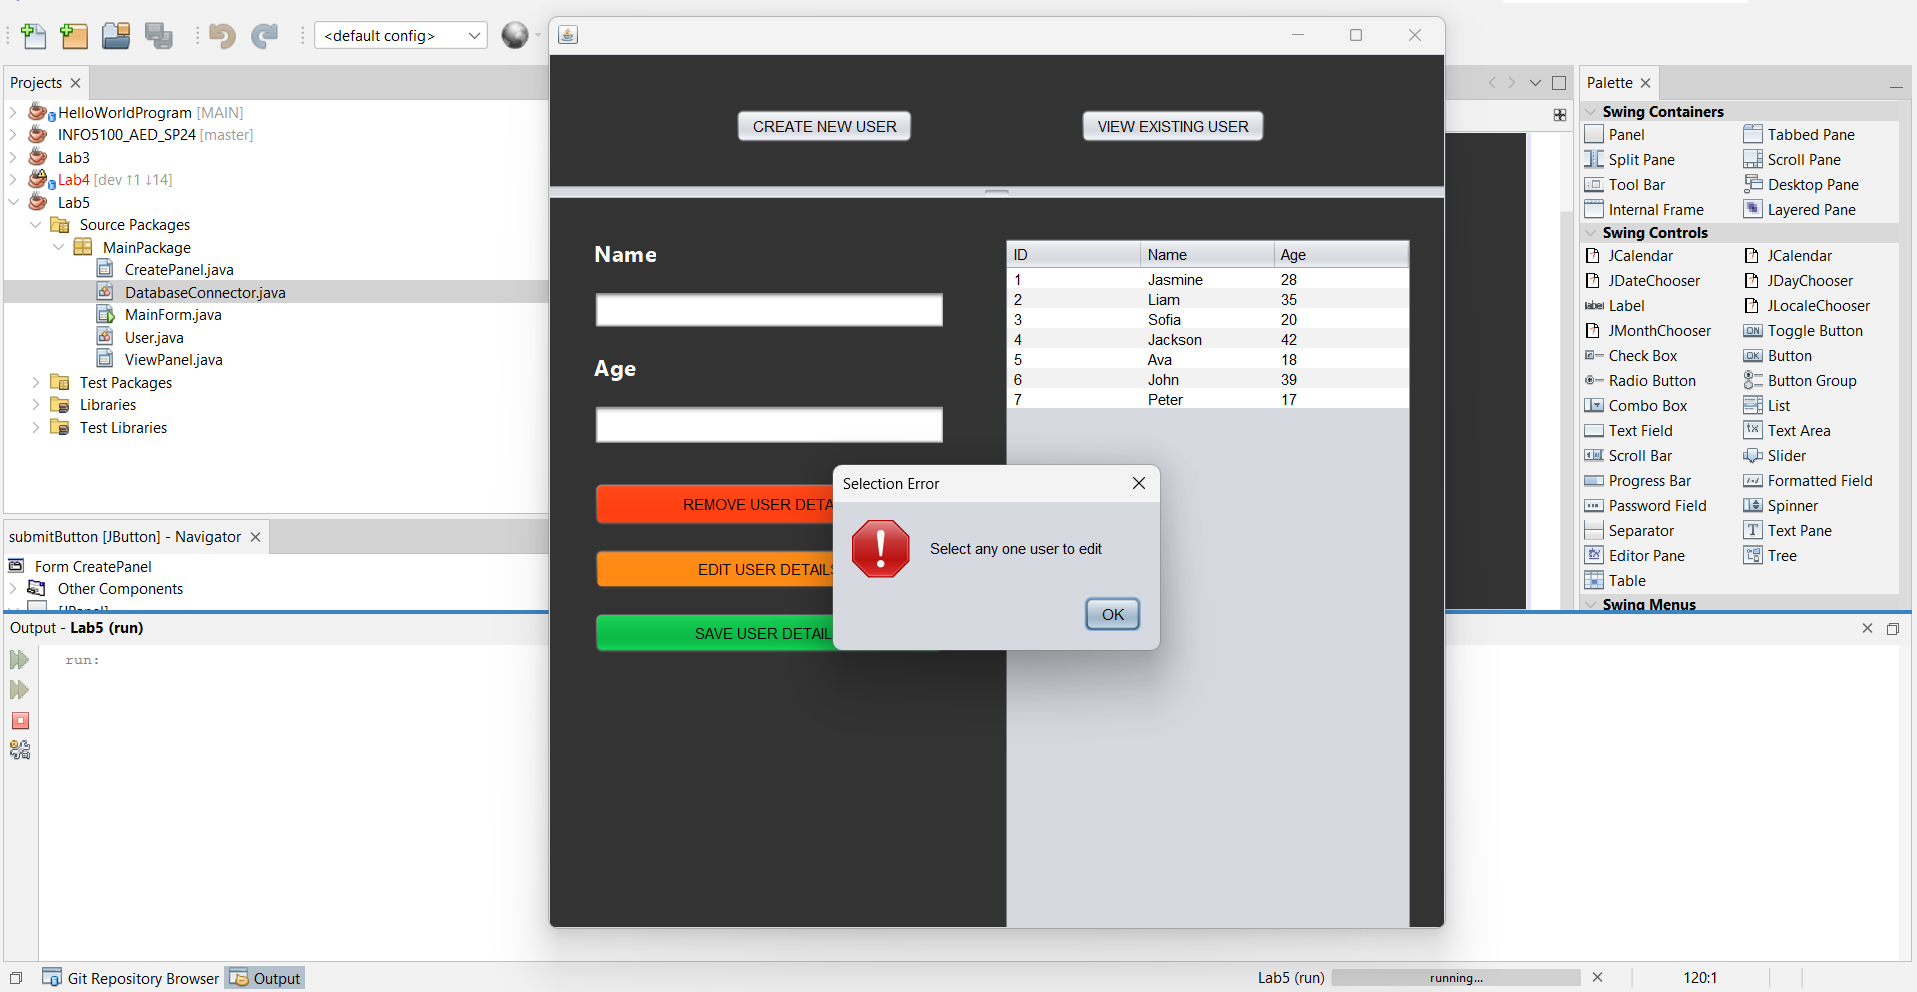 <default config>
Projects
HelloWorldProgram [MAIN]
INFO5100_AED_SP24 [master]
Lab3
Lab4 [dev ↑1 ↓14]
Lab5
Source Packages
MainPackage
CreatePanel.java
DatabaseConnector.java
MainForm.java
User.java
ViewPanel.java
Test Packages
Libraries
Test Libraries
submitButton [JButton] - Navigator
Form CreatePanel
Other Components
[JPanel]
CREATE NEW USER
VIEW EXISTING USER
Name
Age
REMOVE USER DETA
EDIT USER DETAILS
SAVE USER DETAIL
ID Name Age
1 Jasmine 28
2 Liam 35
3 Sofia 20
4 Jackson 42
5 Ava 18
6 John 39
7 Peter 17
Selection Error
Select any one user to edit
OK
Palette
Swing Containers
Panel Tabbed Pane
Split Pane Scroll Pane
Tool Bar Desktop Pane
Internal Frame Layered Pane
Swing Controls
JCalendar JCalendar
JDateChooser JDayChooser
label Label JLocaleChooser
JMonthChooser ON Toggle Button
Check Box OK Button
Radio Button Button Group
Combo Box List
Text Field Text Area
Scroll Bar Slider
Progress Bar Formatted Field
Password Field Spinner
Separator T Text Pane
Editor Pane Tree
Table
Swing Menus
Output - Lab5 (run)
run:
Git Repository Browser
Output
Lab5 (run) running... 120:1